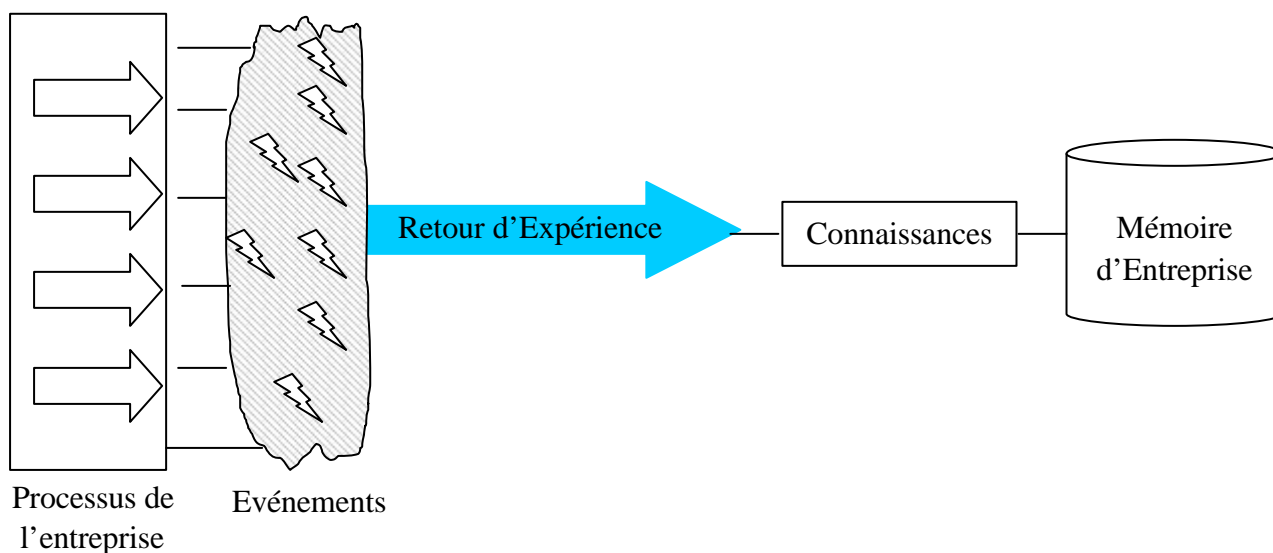 Retour d’Expérience
Connaissances
Mémoire
d’Entreprise
Processus de
l’entreprise
Evénements